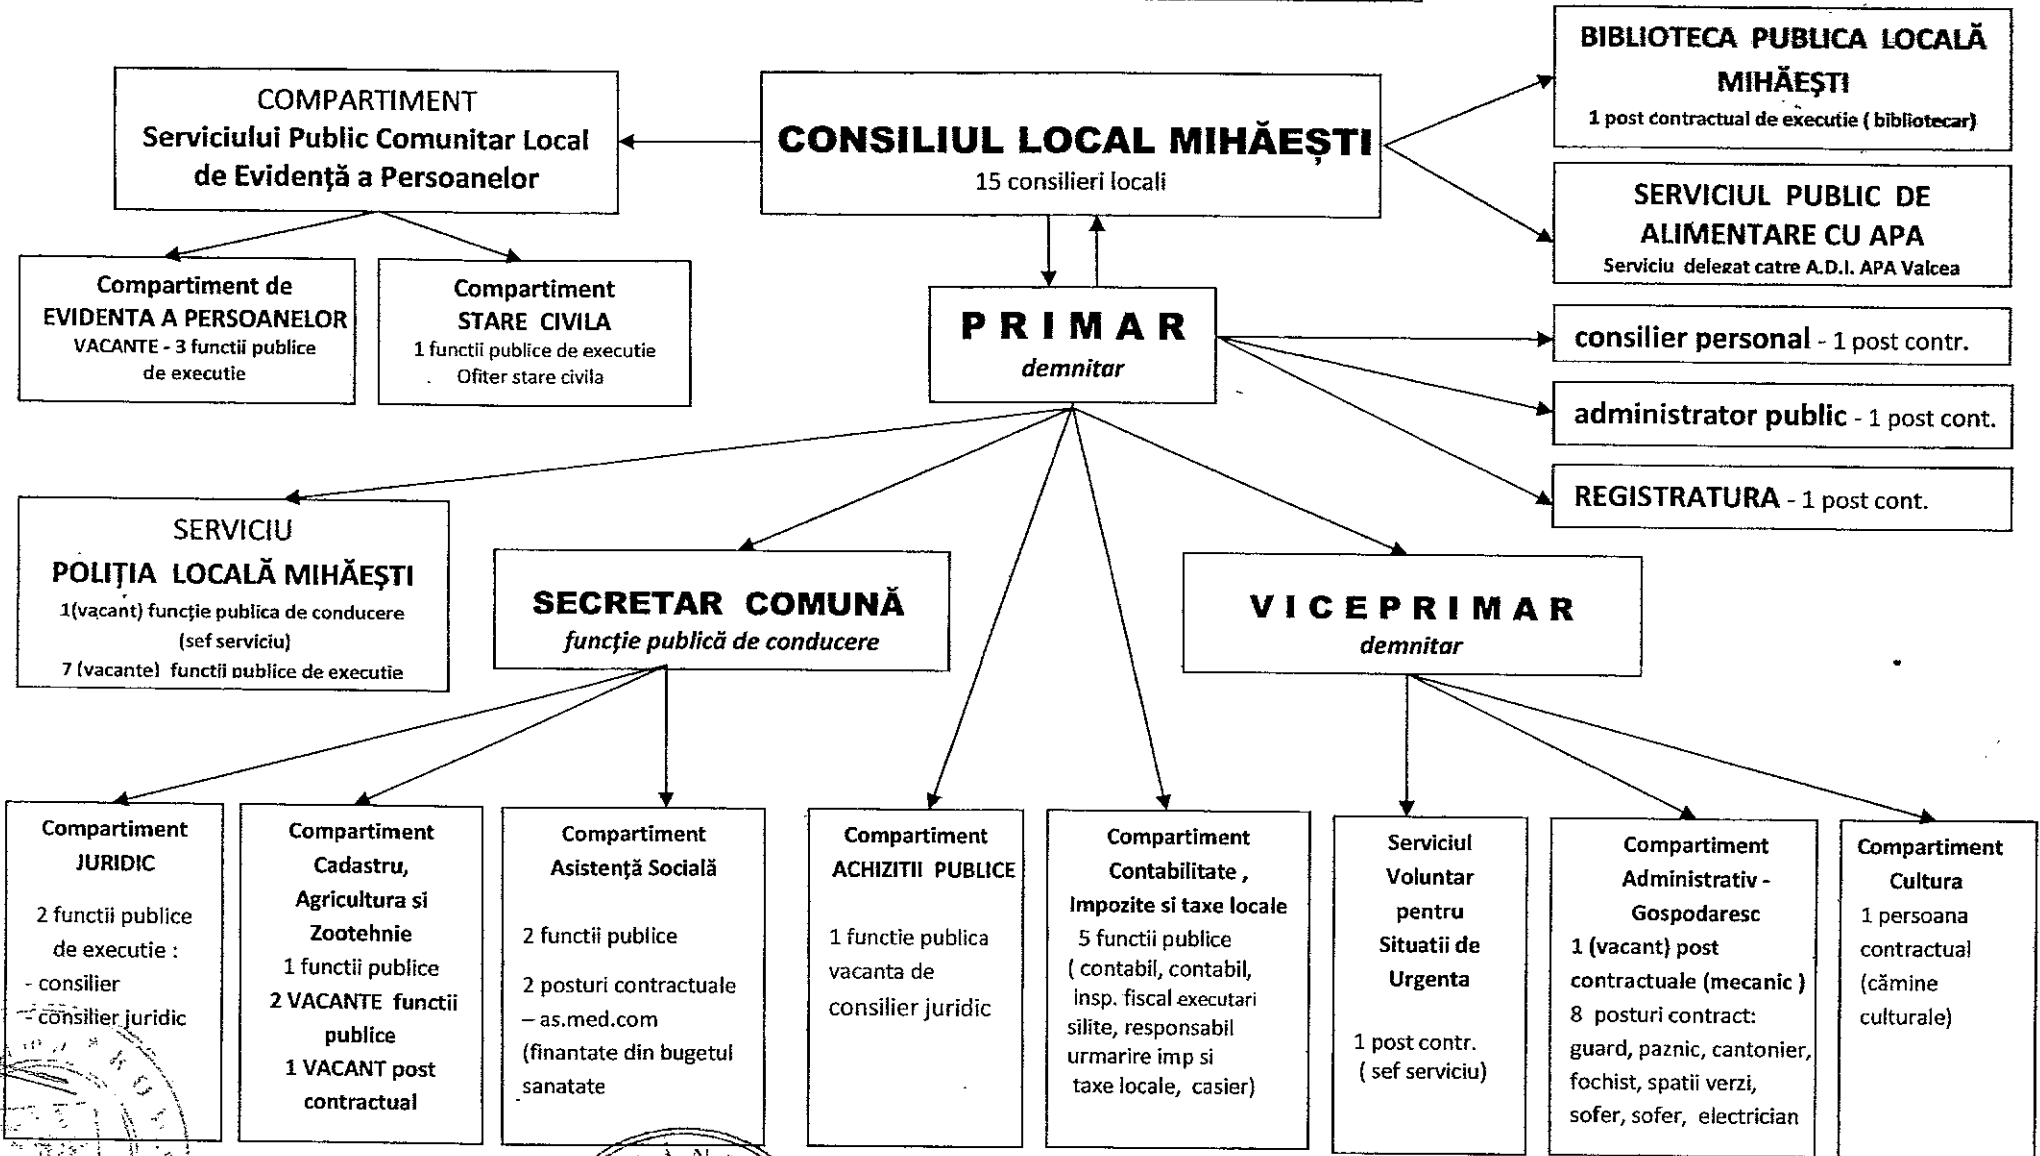 COMPARTIMENT
Serviciului Public Comunitar Local
de Evidență a Persoanelor
CONSILIUL LOCAL MIHĂEȘTI
15 consilieri locali
BIBLIOTECA PUBLICA LOCALĂ
MIHĂEŞTI
1 post contractual de executie ( bibliotecar)
SERVICIUL PUBLIC DE
ALIMENTARE CU APA
Serviciu delegat catre A.D.I. APA Valcea
Compartiment de
EVIDENTA A PERSOANELOR
VACANTE - 3 functii publice
de executie
Compartiment
STARE CIVILA
1 functii publice de executie
Ofiter stare civila
PRIMAR
demnitar
consilier personal - 1 post contr.
administrator public - 1 post cont.
REGISTRATURA - 1 post cont.
SERVICIU
POLIŢIA LOCALĂ MIHĂEŞTI
1(vacant) funcție publica de conducere
(sef serviciu)
7 (vacante) functii publice de executie
SECRETAR COMUNĂ
funcție publică de conducere
VICEPRIMAR
demnitar
Compartiment
JURIDIC
2 functii publice
de executie :
- consilier
- consilier juridic
Compartiment
Cadastru,
Agricultura si
Zootehnie
1 functii publice
2 VACANTE functii
publice
1 VACANT post
contractual
Compartiment
Asistență Socială
2 functii publice
2 posturi contractuale
– as.med.com
(finantate din bugetul
sanatate
Compartiment
ACHIZITII PUBLICE
1 functie publica
vacanta de
consilier juridic
Compartiment
Contabilitate ,
Impozite si taxe locale
5 functii publice
( contabil, contabil,
insp. fiscal executari
silite, responsabil
urmarire imp si
taxe locale, casier)
Serviciul
Voluntar
pentru
Situatii de
Urgenta
1 post contr.
( sef serviciu)
Compartiment
Administrativ -
Gospodaresc
1 (vacant) post
contractuale (mecanic )
8 posturi contract:
guard, paznic, cantonier,
fochist, spatii verzi,
sofer, sofer, electrician
Compartiment
Cultura
1 persoana
contractual
(cămine
culturale)